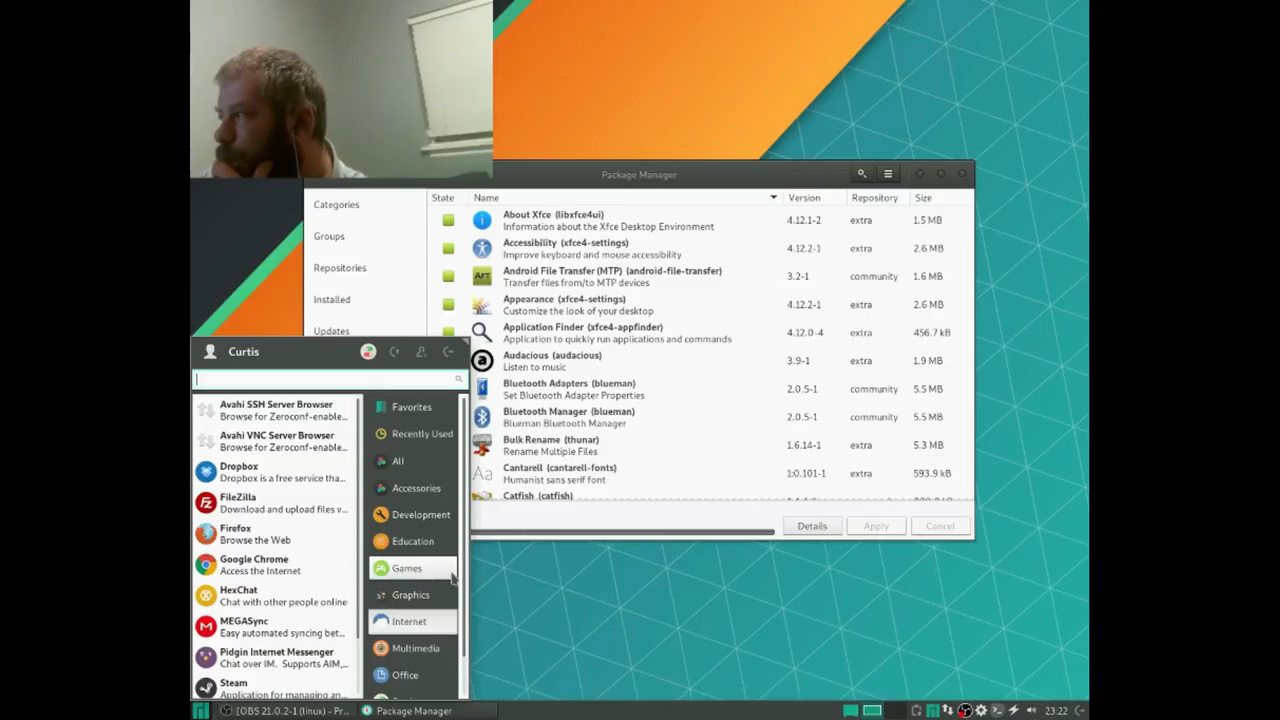 Package Manager
Categories
Groups
Repositories
Installed
Updates
State Name Version Repository Size
About Xfce (libxfce4ui)
Information about the Xfce Desktop Environment
4.12.1-2 extra 1.5 MB
Accessibility (xfce4-settings)
Improve keyboard and mouse accessibility
4.12.2-1 extra 2.6 MB
AFT
Android File Transfer (MTP) (android-file-transfer)
Transfer files from/to MTP devices
3.2-1 community 1.6 MB
Appearance (xfce4-settings)
Customize the look of your desktop
4.12.2-1 extra 2.6 MB
Application Finder (xfce4-appfinder)
Application to quickly run applications and commands
4.12.0-4 extra 456.7 kB
a
Audacious (audacious)
Listen to music
3.9-1 extra 1.9 MB
Bluetooth Adapters (blueman)
Set Bluetooth Adapter Properties
2.0.5-1 community 5.5 MB
Bluetooth Manager (blueman)
Blueman Bluetooth Manager
2.0.5-1 community 5.5 MB
Bulk Rename (thunar)
Rename Multiple Files
1.6.14-1 extra 5.3 MB
Aa
Cantarell (cantarell-fonts)
Humanist sans serif font
1:0.101-1 extra 593.9 kB
Catfish (catfish)
Details Apply Cancel
Curtis
Avahi SSH Server Browser
Browse for Zeroconf-enable...
Avahi VNC Server Browser
Browse for Zeroconf-enable...
Dropbox
Dropbox is a free service tha...
FileZilla
Download and upload files v...
Firefox
Browse the Web
Google Chrome
Access the Internet
HexChat
Chat with other people online
MEGASync
Easy automated syncing bet...
Pidgin Internet Messenger
Chat over IM. Supports AIM,...
Steam
Application for managing an...
Favorites
Recently Used
All
Accessories
Development
Education
Games
Graphics
Internet
Multimedia
Office
[OBS 21.0.2-1 (linux) - Pr... Package Manager 23:22